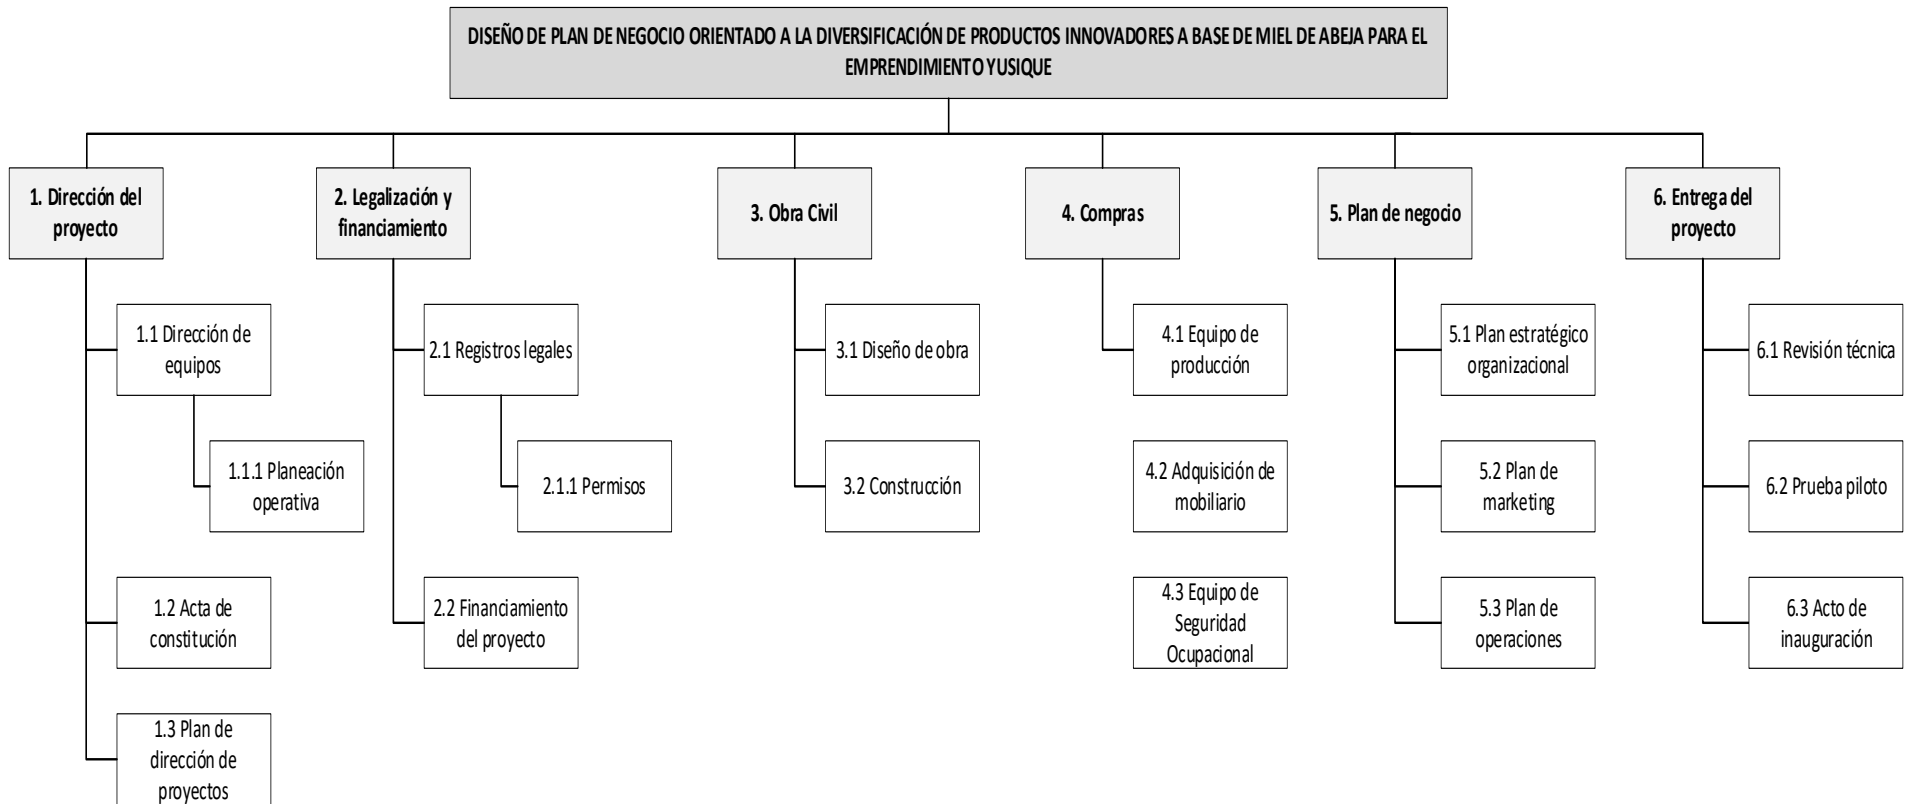 DISEÑO DE PLAN DE NEGOCIO ORIENTADO A LA DIVERSIFICACIÓN DE PRODUCTOS INNOVADORES A BASE DE MIEL DE ABEJA PARA EL
EMPRENDIMIENTO YUSIQUE
1. Dirección del
proyecto
1.1 Dirección de
equipos
1.1.1 Planeación
operativa
1.2 Acta de
constitución
1.3 Plan de
dirección de
proyectos
2. Legalización y
financiamiento
2.1 Registros legales
2.1.1 Permisos
2.2 Financiamiento
del proyecto
3. Obra Civil
3.1 Diseño de obra
3.2 Construcción
4. Compras
4.1 Equipo de
producción
4.2 Adquisición de
mobiliario
4.3 Equipo de
Seguridad
Ocupacional
5. Plan de negocio
5.1 Plan estratégico
organizacional
5.2 Plan de
marketing
5.3 Plan de
operaciones
6. Entrega del
proyecto
6.1 Revisión técnica
6.2 Prueba piloto
6.3 Acto de
inauguración